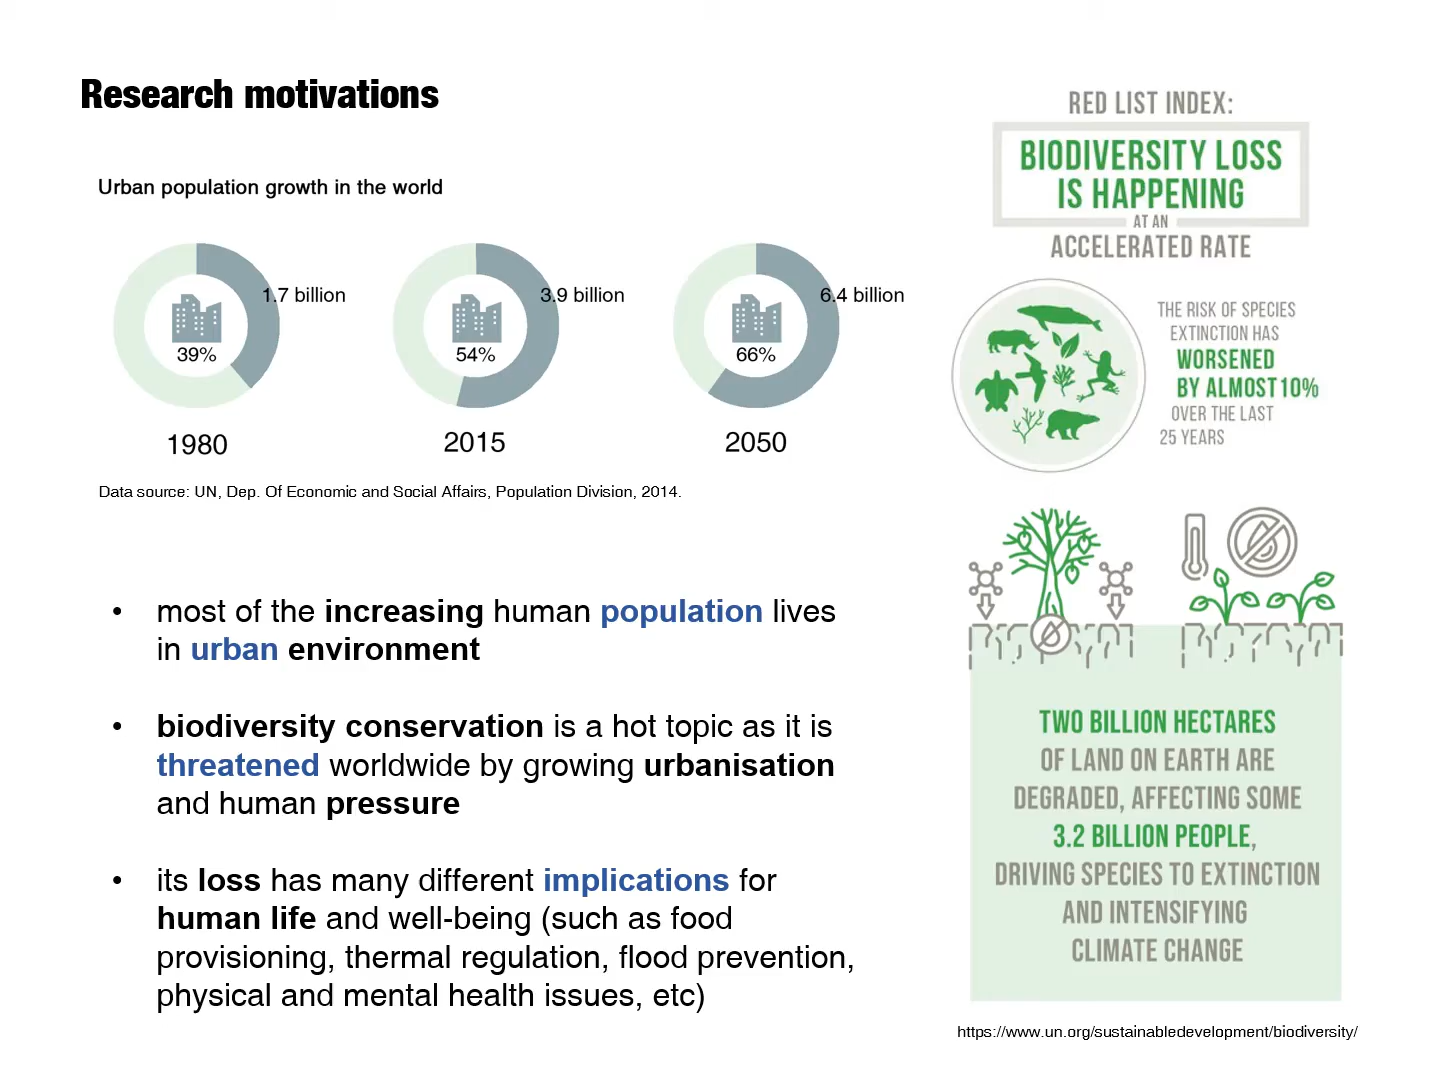 Research motivations
Urban population growth in the world
1.7 billion
39%
1980
3.9 billion
54%
2015
6.4 billion
66%
2050
Data source: UN, Dep. Of Economic and Social Affairs, Population Division, 2014.
• most of the increasing human population lives
in urban environment
• biodiversity conservation is a hot topic as it is
threatened worldwide by growing urbanisation
and human pressure
• its loss has many different implications for
human life and well-being (such as food
provisioning, thermal regulation, flood prevention,
physical and mental health issues, etc)
RED LIST INDEX:
BIODIVERSITY LOSS
IS HAPPENING
AT AN
ACCELERATED RATE
THE RISK OF SPECIES
EXTINCTION HAS
WORSENED
BY ALMOST 10%
OVER THE LAST
25 YEARS
TWO BILLION HECTARES
OF LAND ON EARTH ARE
DEGRADED, AFFECTING SOME
3.2 BILLION PEOPLE,
DRIVING SPECIES TO EXTINCTION
AND INTENSIFYING
CLIMATE CHANGE
https://www.un.org/sustainabledevelopment/biodiversity/